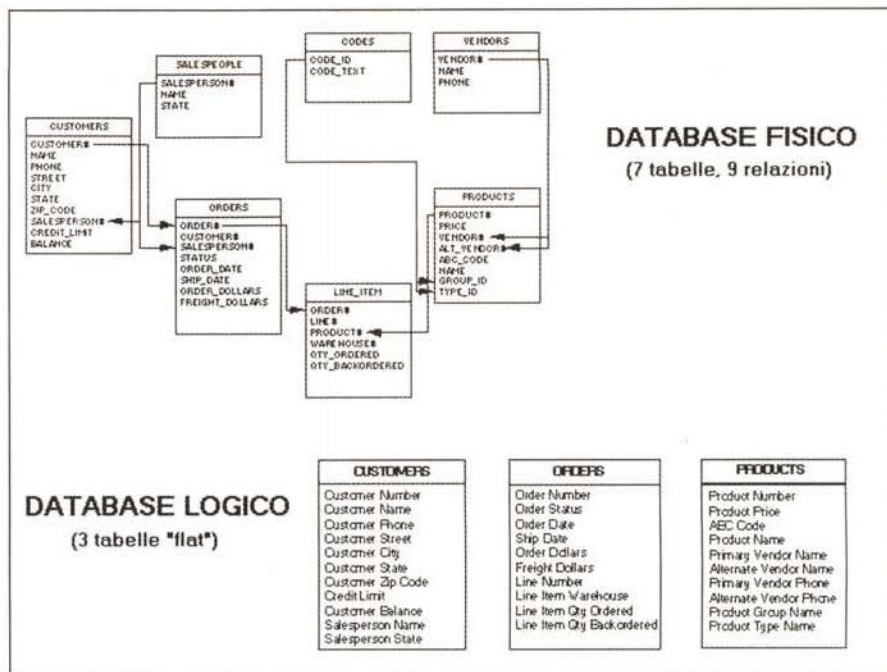 CODES
CODE_ID
CODE_TEXT
VENDORS
VENDOR#
NAME
PHONE
SALESPEOPLE
SALESPERSON#
NAME
STATE
CUSTOMERS
CUSTOMER#
NAME
PHONE
STREET
CITY
STATE
ZIP_CODE
SALESPERSON#
CREDIT_LIMIT
BALANCE
DATABASE FISICO
(7 tabelle, 9 relazioni)
ORDERS
ORDER#
CUSTOMER#
SALESPERSON#
STATUS
ORDER_DATE
SHIP_DATE
ORDER_DOLLARS
FREIGHT_DOLLARS
PRODUCTS
PRODUCT#
PRICE
VENDOR#
ALT_VENDOR#
ABC_CODE
NAME
GROUP_ID
TYPE_ID
LINE_ITEM
ORDER#
LINE#
PRODUCT#
WAREHOUSE#
QTY_ORDERED
QTY_BACKORDERED
DATABASE LOGICO
(3 tabelle "flat")
CUSTOMERS
Customer Number
Customer Name
Customer Phone
Customer Street
Customer City
Customer State
Customer Zip Code
Credit Limit
Customer Balance
Salesperson Name
Salesperson State
ORDERS
Order Number
Order Status
Order Date
Ship Date
Order Dollars
Freight Dollars
Line Number
Line Item Warehouse
Line Item Qty Ordered
Line Item Qty Backordered
PRODUCTS
Product Number
Product Price
ABC Code
Product Name
Primary Vendor Name
Alternate Vendor Name
Primary Vendor Phone
Alternate Vendor Phone
Product Group Name
Product Type Name